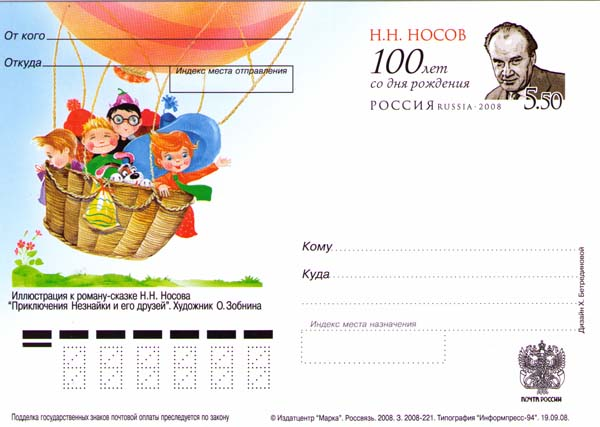 От кого
Откуда
Индекс места отправления
Н.Н. НОСОВ
100 лет
со дня рождения
РОССИЯ RUSSIA · 2008
5.50
Кому
Куда
Индекс места назначения
Иллюстрация к роману-сказке Н.Н. Носова
"Приключения Незнайки и его друзей". Художник О. Зобнина
Дизайн Х. Бетрединовой
ПОЧТА РОССИИ
Подделка государственных знаков почтовой оплаты преследуется по закону
© Издатцентр "Марка". Россвязь. 2008. З. 2008-221. Типография "Информпресс-94". 19.09.08.